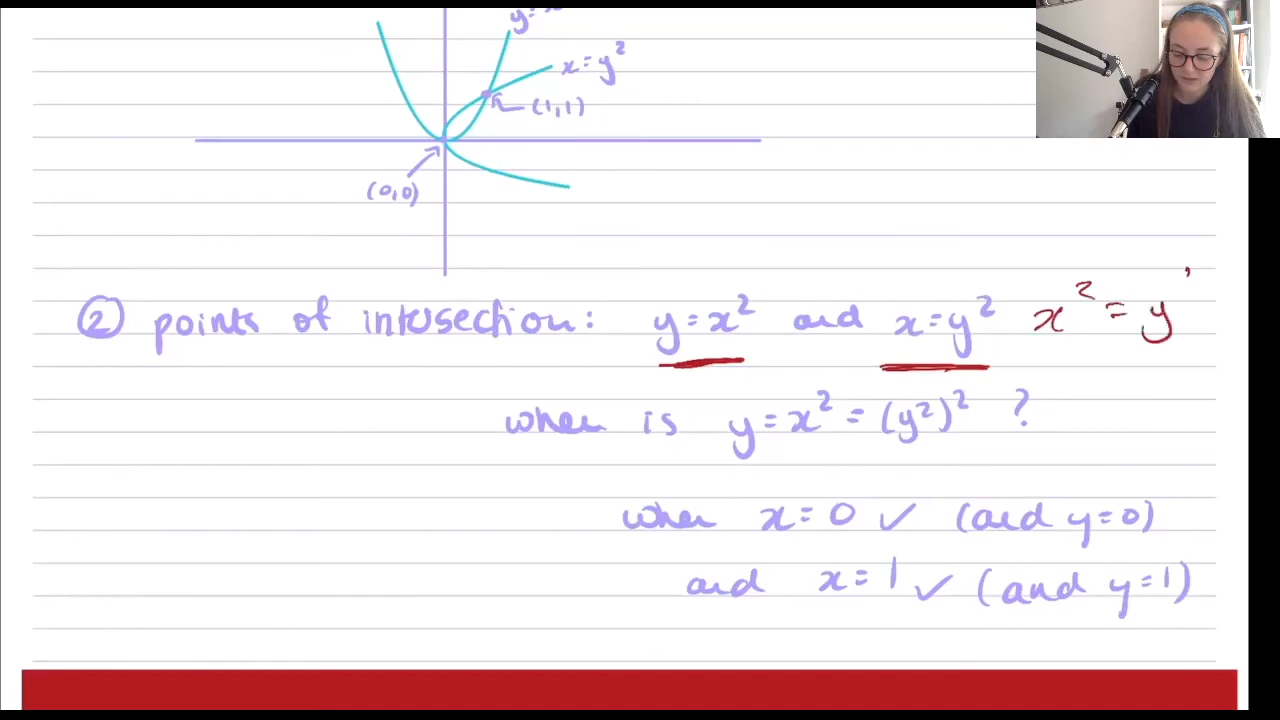 y=x
x=y²
(1,1)
(0,0)
② points of intersection: y=x² and x=y² x²=y'
when is y=x²=(y²)² ?
when x=0 ✓ (and y=0)
and x=1 ✓ (and y=1)